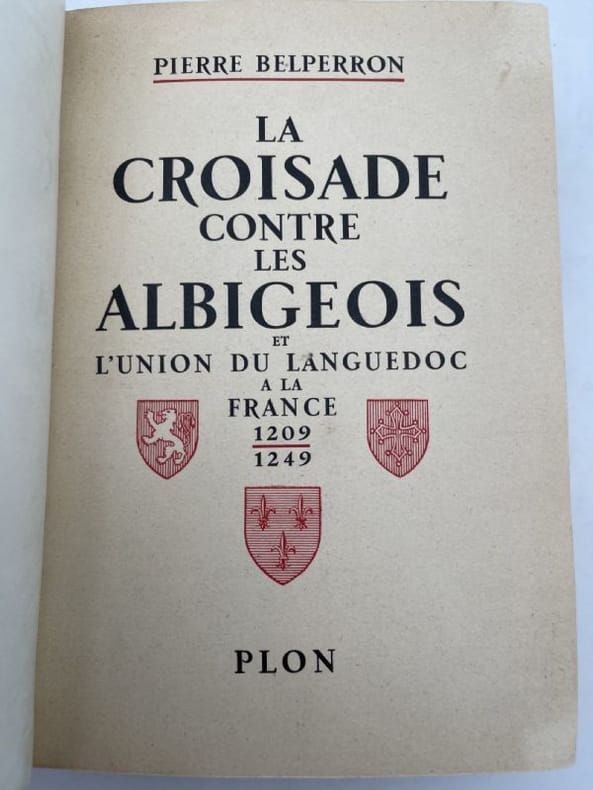 PIERRE BELPERRON
LA
CROISADE
CONTRE
LES
ALBIGEOIS
ET
L'UNION DU LANGUEDOC
A LA
FRANCE
1209
1249
PLON